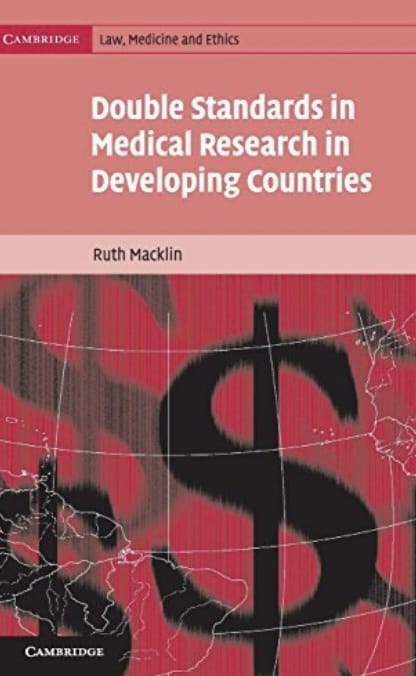 CAMBRIDGE Law, Medicine and Ethics
Double Standards in
Medical Research in
Developing Countries
Ruth Macklin
CAMBRIDGE